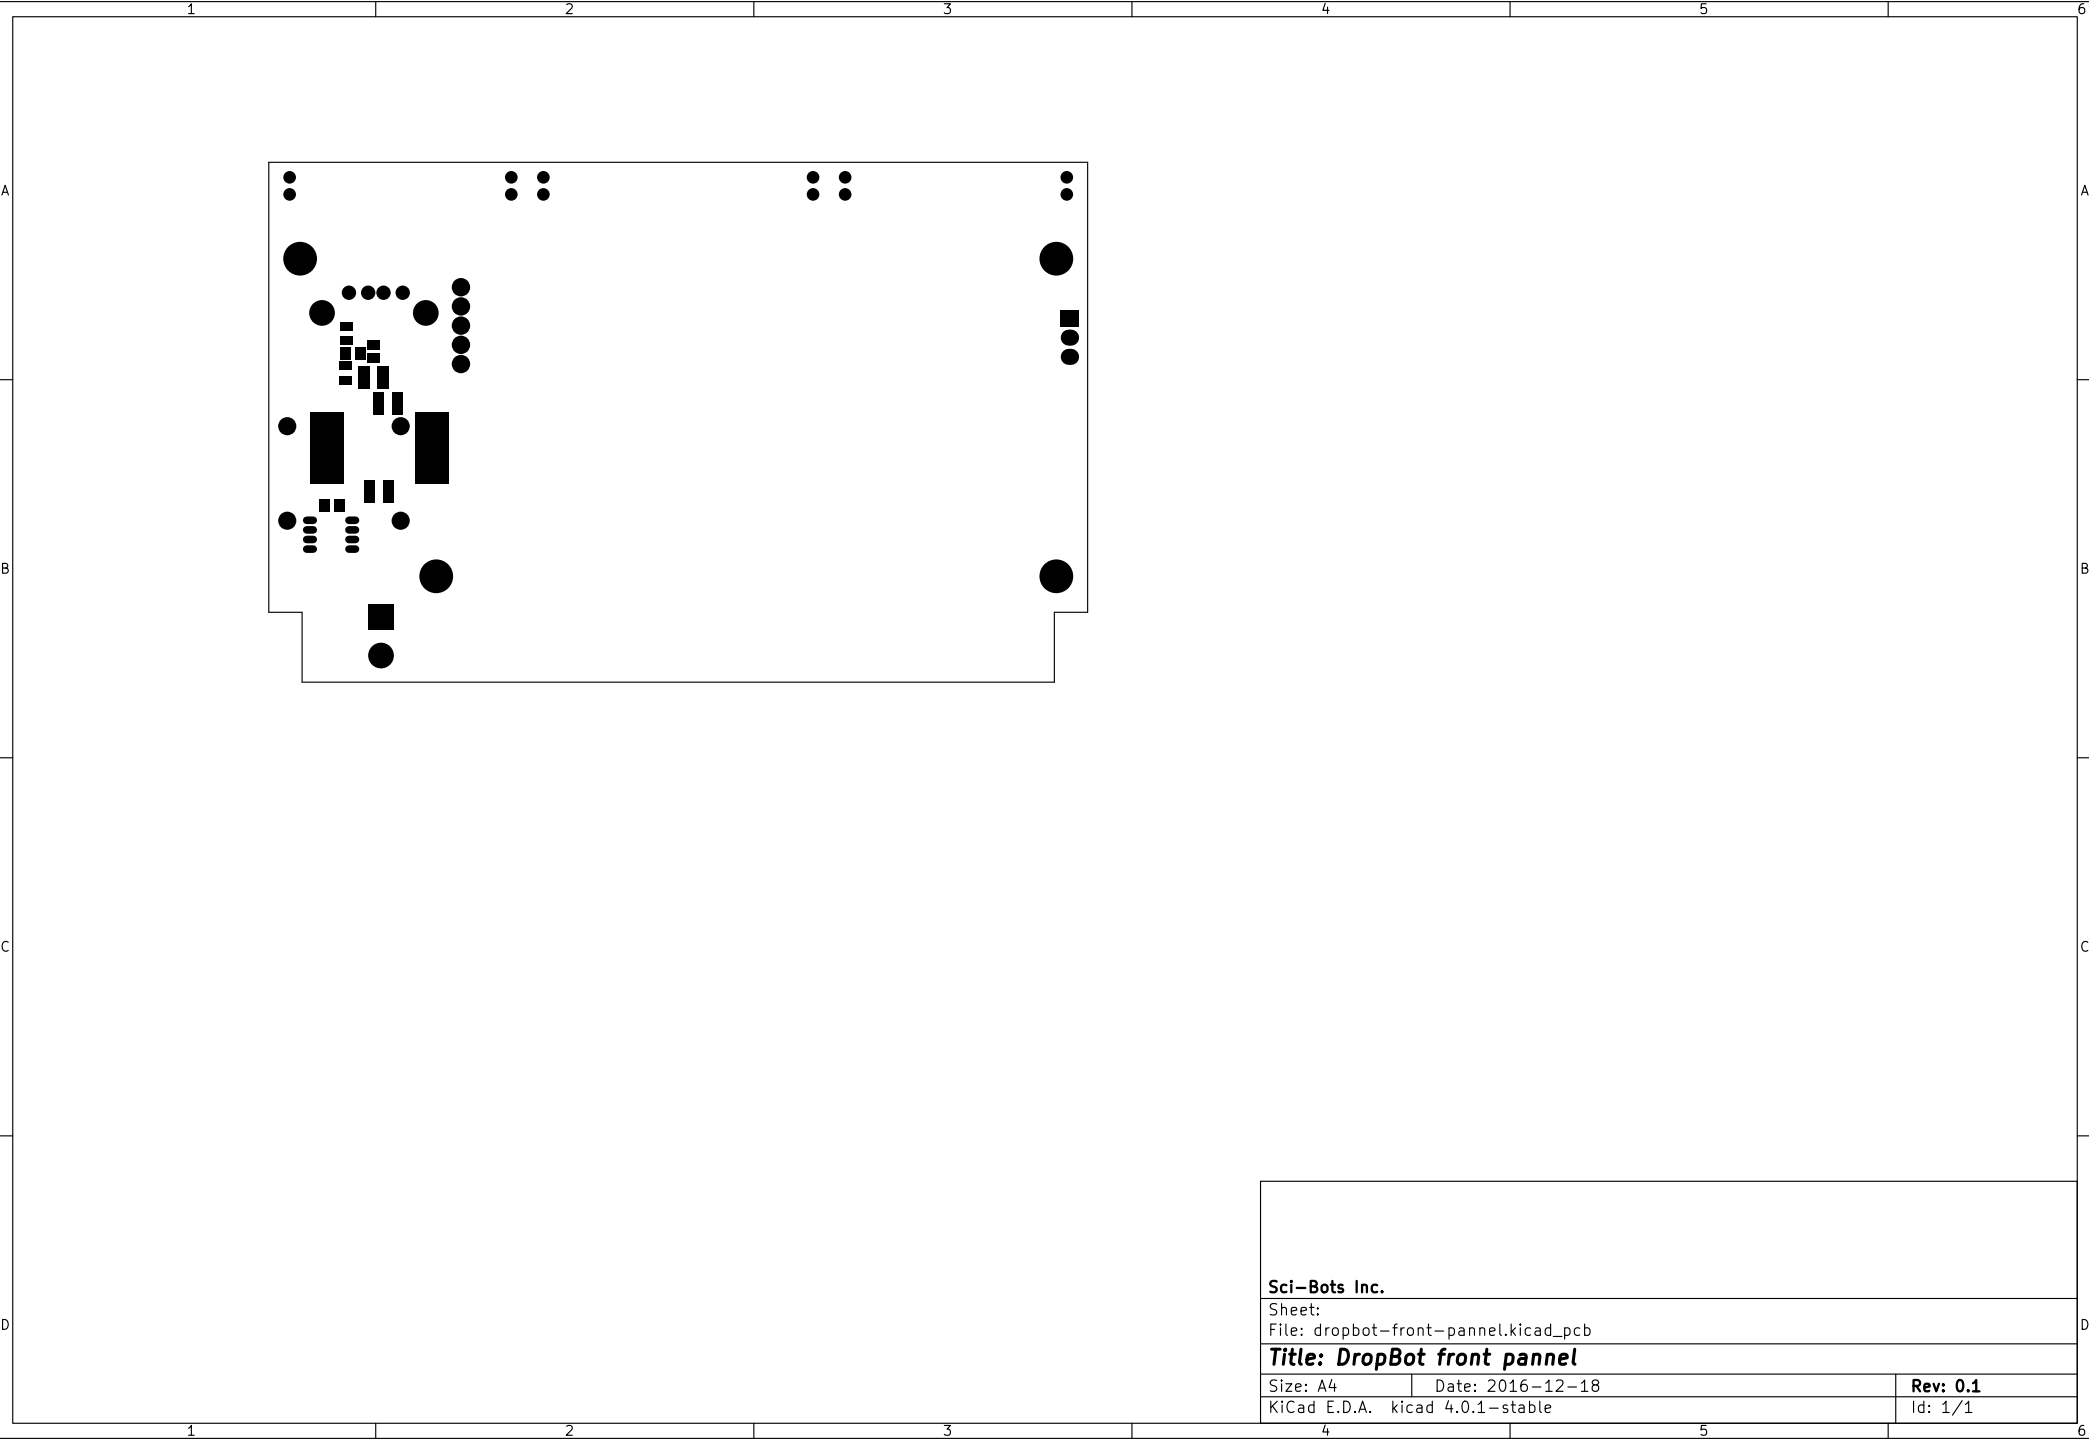 1 2 3 4 5 6
A A
B B
C C
Sci-Bots Inc.
Sheet:
D D
File: dropbot-front-pannel.kicad_pcb
Title: DropBot front pannel
Size: A4 Date: 2016-12-18 Rev: 0.1
KiCad E.D.A. kicad 4.0.1-stable Id: 1/1
1 2 3 4 5 6